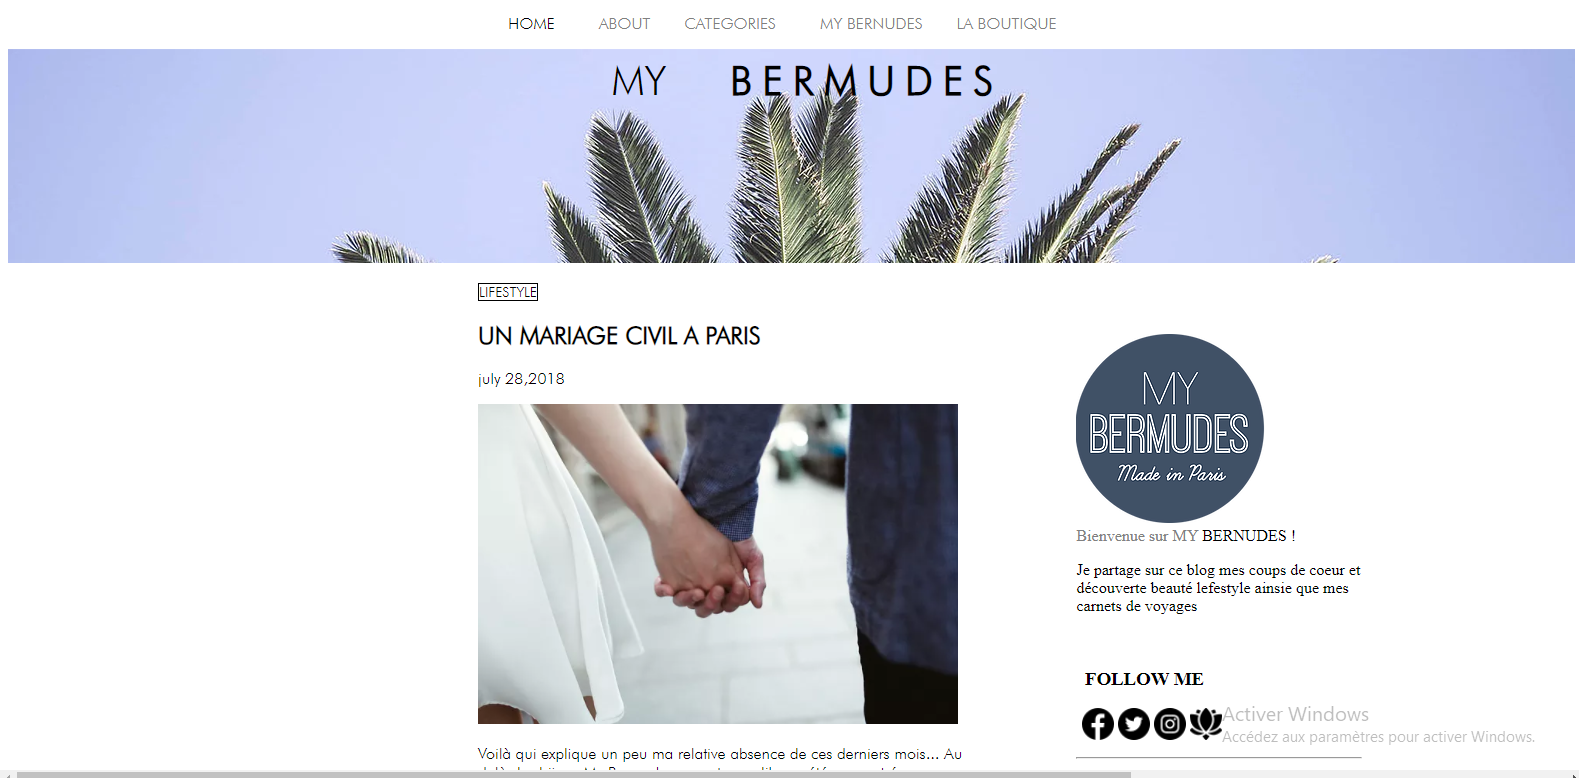 HOME ABOUT CATEGORIES MY BERNUDES LA BOUTIQUE
MY BERMUDES
LIFESTYLE
UN MARIAGE CIVIL A PARIS
july 28,2018
Voilà qui explique un peu ma relative absence de ces derniers mois... Au
MY
BERMUDES
Made in Paris
Bienvenue sur MY BERNUDES !
Je partage sur ce blog mes coups de coeur et
découverte beauté lefestyle ainsie que mes
carnets de voyages
FOLLOW ME
Activer Windows
Accédez aux paramètres pour activer Windows.